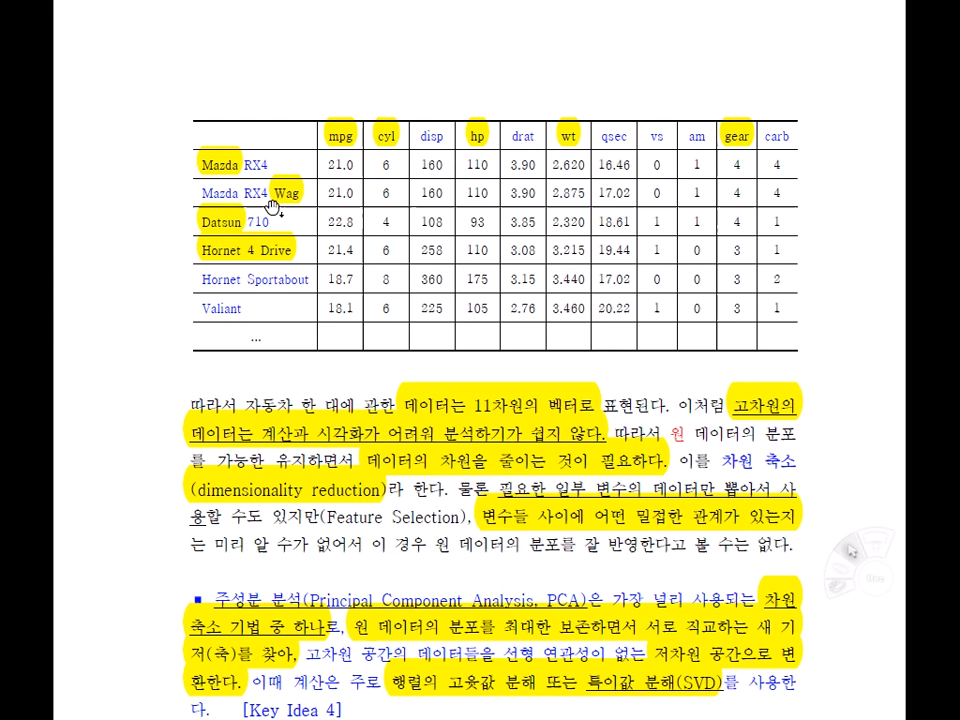 mpg cyl disp hp drat wt qsec vs am gear carb
Mazda RX4 21.0 6 160 110 3.90 2.620 16.46 0 1 4 4
Mazda RX4 Wag 21.0 6 160 110 3.90 2.875 17.02 0 1 4 4
Datsun 710 22.8 4 108 93 3.85 2.320 18.61 1 1 4 1
Hornet 4 Drive 21.4 6 258 110 3.08 3.215 19.44 1 0 3 1
Hornet Sportabout 18.7 8 360 175 3.15 3.440 17.02 0 0 3 2
Valiant 18.1 6 225 105 2.76 3.460 20.22 1 0 3 1
...
따라서 자동차 한 대에 관한 데이터는 11차원의 벡터로 표현된다. 이처럼 고차원의
데이터는 계산과 시각화가 어려워 분석하기가 쉽지 않다. 따라서 원 데이터의 분포
를 가능한 유지하면서 데이터의 차원을 줄이는 것이 필요하다. 이를 차원 축소
(dimensionality reduction)라 한다. 물론 필요한 일부 변수의 데이터만 뽑아서 사
용할 수도 있지만(Feature Selection), 변수들 사이에 어떤 밀접한 관계가 있는지
는 미리 알 수가 없어서 이 경우 원 데이터의 분포를 잘 반영한다고 볼 수는 없다.
■ 주성분 분석(Principal Component Analysis, PCA)은 가장 널리 사용되는 차원
축소 기법 중 하나로, 원 데이터의 분포를 최대한 보존하면서 서로 직교하는 새 기
저(축)를 찾아, 고차원 공간의 데이터들을 선형 연관성이 없는 저차원 공간으로 변
환한다. 이때 계산은 주로 행렬의 고윳값 분해 또는 특이값 분해(SVD)를 사용한
다. [Key Idea 4]